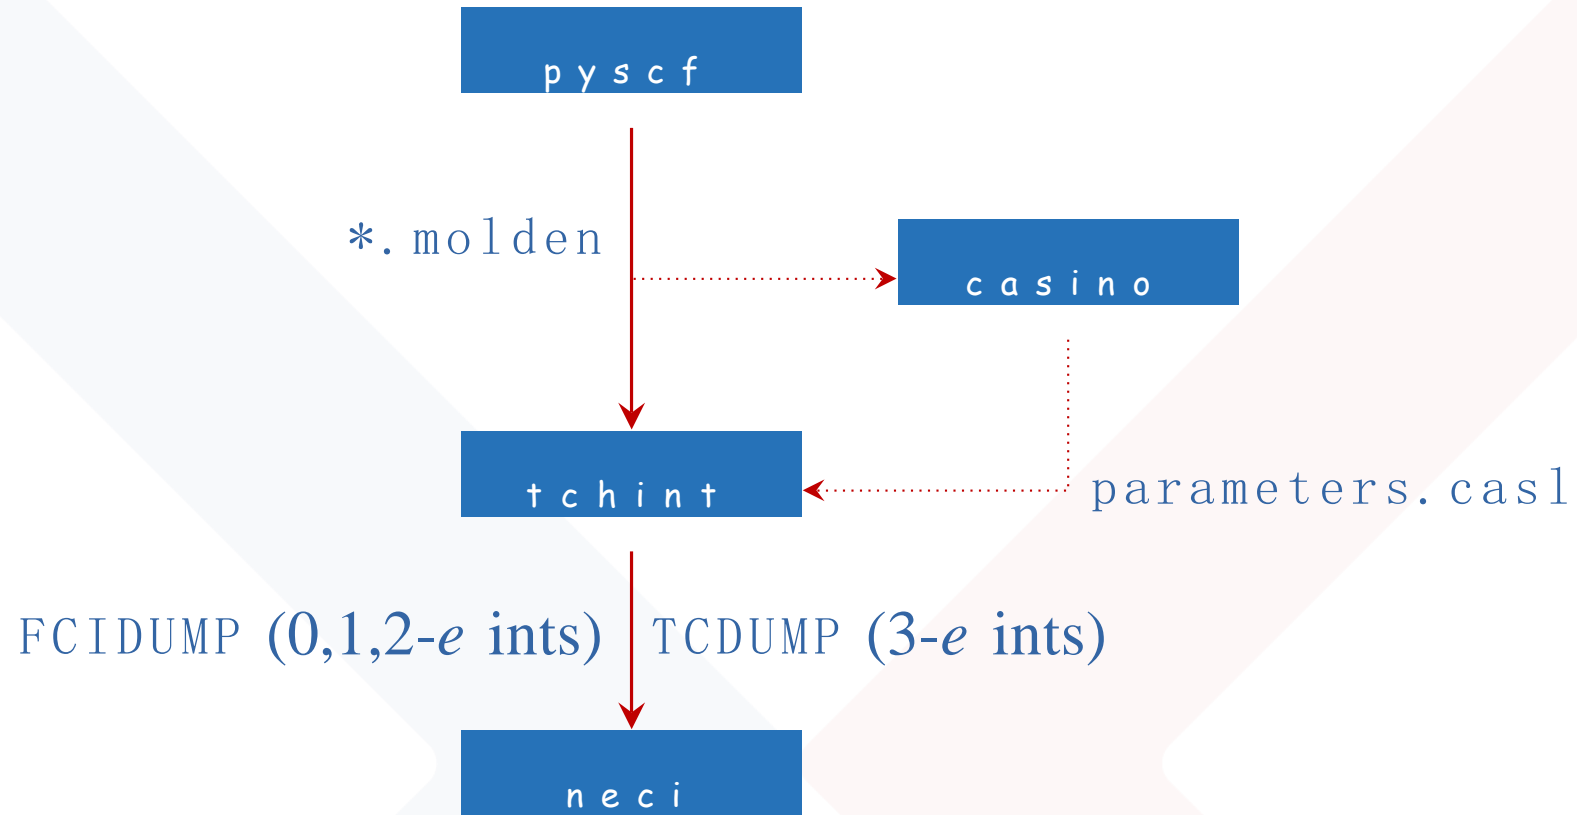 pyscf
*.molden
casino
tchint
parameters.casl
FCIDUMP (0,1,2-e ints) TCDUMP (3-e ints)
neci